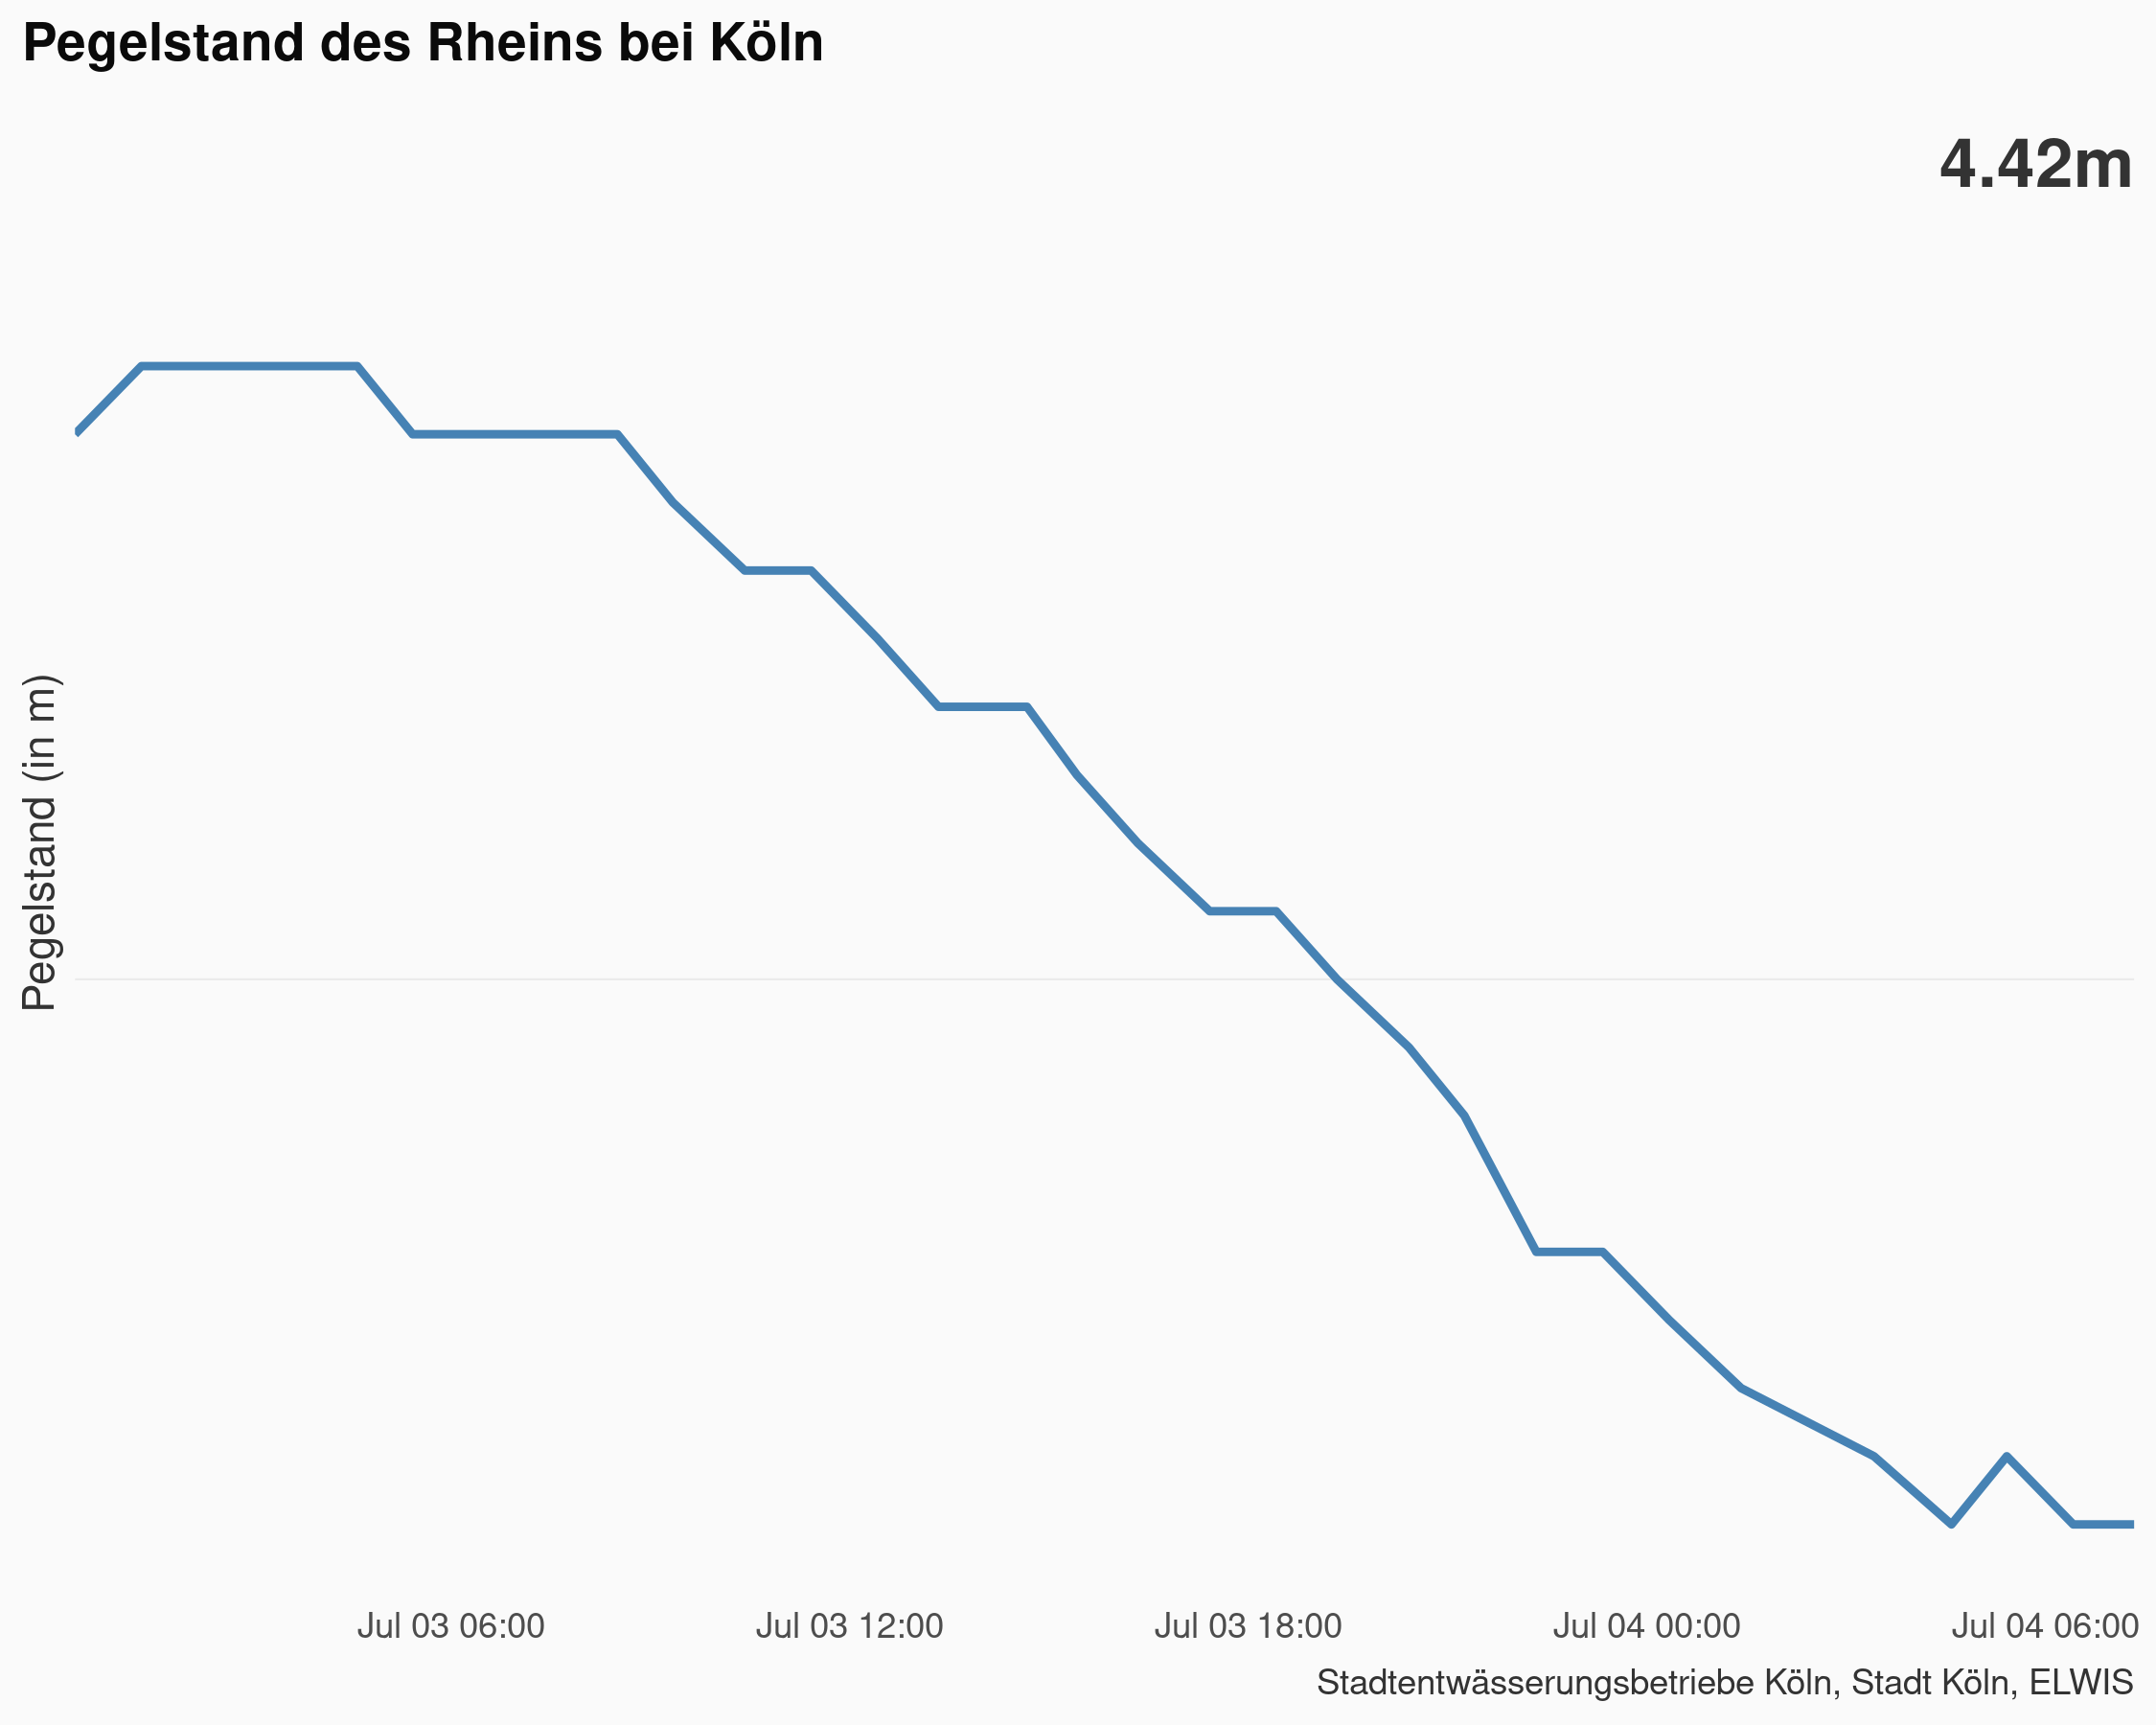 Pegelstand des Rheins bei Köln
4.42m
Pegelstand (in m)
Jul 03 06:00 Jul 03 12:00 Jul 03 18:00 Jul 04 00:00 Jul 04 06:00
Stadtentwässerungsbetriebe Köln, Stadt Köln, ELWIS